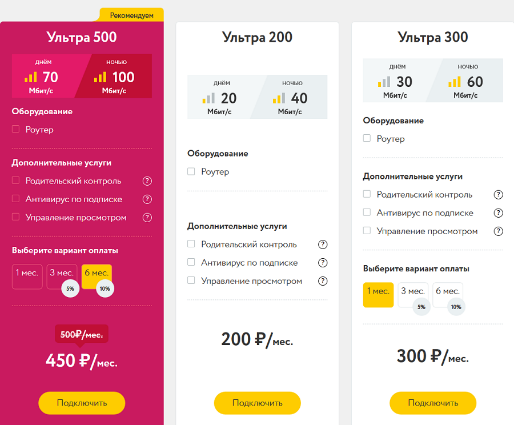 Рекомендуем
Ультра 500
днём
70
Мбит/с
ночью
100
Мбит/с
Оборудование
Роутер
Дополнительные услуги
Родительский контроль ?
Антивирус по подписке ?
Управление просмотром ?
Выберите вариант оплаты
1 мес. 3 мес. 6 мес.
5% 10%
500₽/мес.
450 ₽/мес.
Подключить
Ультра 200
днём
20
Мбит/с
ночью
40
Мбит/с
Оборудование
Роутер
Дополнительные услуги
Родительский контроль ?
Антивирус по подписке ?
Управление просмотром ?
200 ₽/мес.
Подключить
Ультра 300
днём
30
Мбит/с
ночью
60
Мбит/с
Оборудование
Роутер
Дополнительные услуги
Родительский контроль ?
Антивирус по подписке ?
Управление просмотром ?
Выберите вариант оплаты
1 мес. 3 мес. 6 мес.
5% 10%
300 ₽/мес.
Подключить